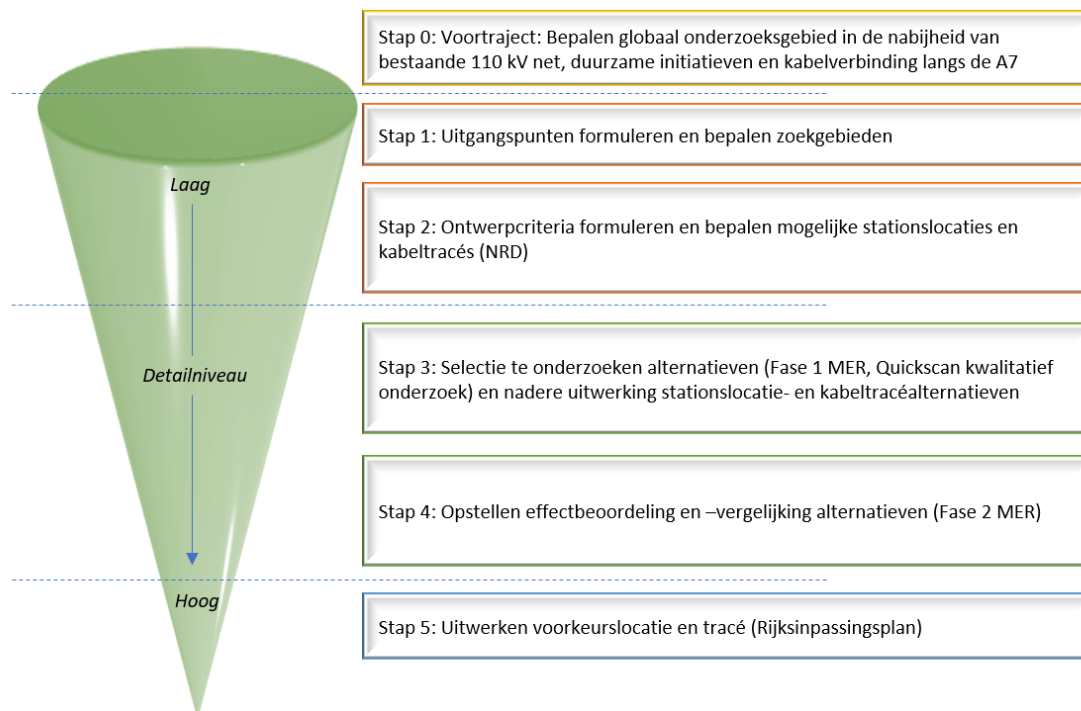 Stap 0: Voortraject: Bepalen globaal onderzoeksgebied in de nabijheid van
bestaande 110 kV net, duurzame initiatieven en kabelverbinding langs de A7
Stap 1: Uitgangspunten formuleren en bepalen zoekgebieden
Laag
Stap 2: Ontwerpcriteria formuleren en bepalen mogelijke stationslocaties en
kabeltracés (NRD)
Detailniveau
Stap 3: Selectie te onderzoeken alternatieven (Fase 1 MER, Quickscan kwalitatief
onderzoek) en nadere uitwerking stationslocatie- en kabeltracéalternatieven
Stap 4: Opstellen effectbeoordeling en –vergelijking alternatieven (Fase 2 MER)
Hoog
Stap 5: Uitwerken voorkeurslocatie en tracé (Rijksinpassingsplan)